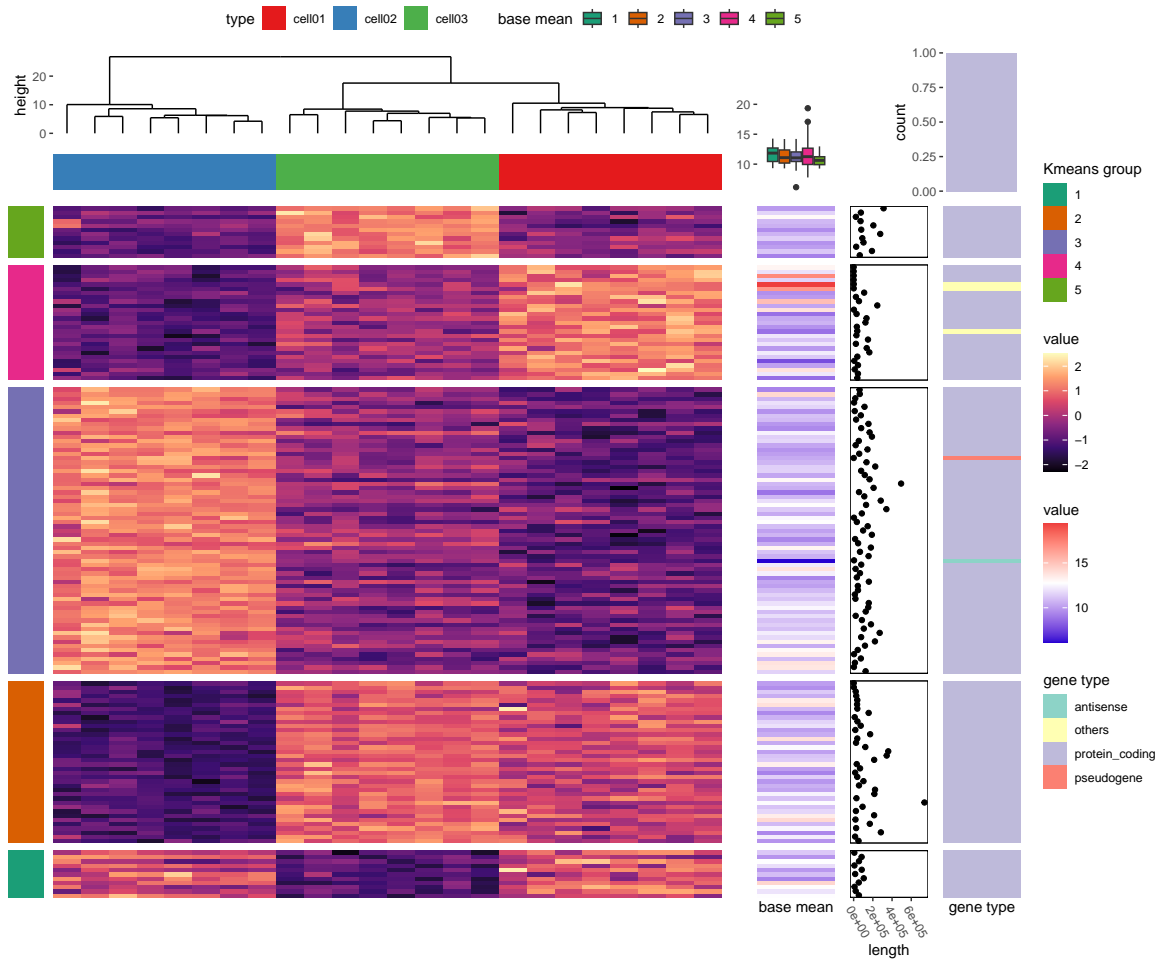 type cell01 cell02 cell03 base mean 1 2 3 4 5
height
20
10
0
20
15
10
count
1.00
0.75
0.50
0.25
0.00
Kmeans group
1
2
3
4
5
value
2
1
0
−1
−2
value
15
10
gene type
antisense
others
protein_coding
pseudogene
base mean
0e+00
2e+05
4e+05
6e+05
length
gene type